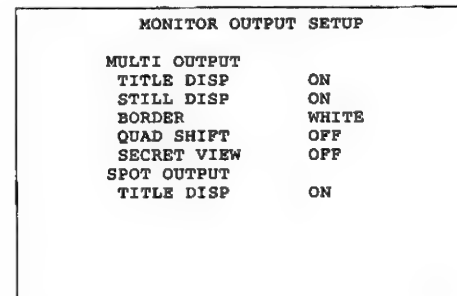 MONITOR OUTPUT SETUP
MULTI OUTPUT
TITLE DISP ON
STILL DISP ON
BORDER WHITE
QUAD SHIFT OFF
SECRET VIEW OFF
SPOT OUTPUT
TITLE DISP ON